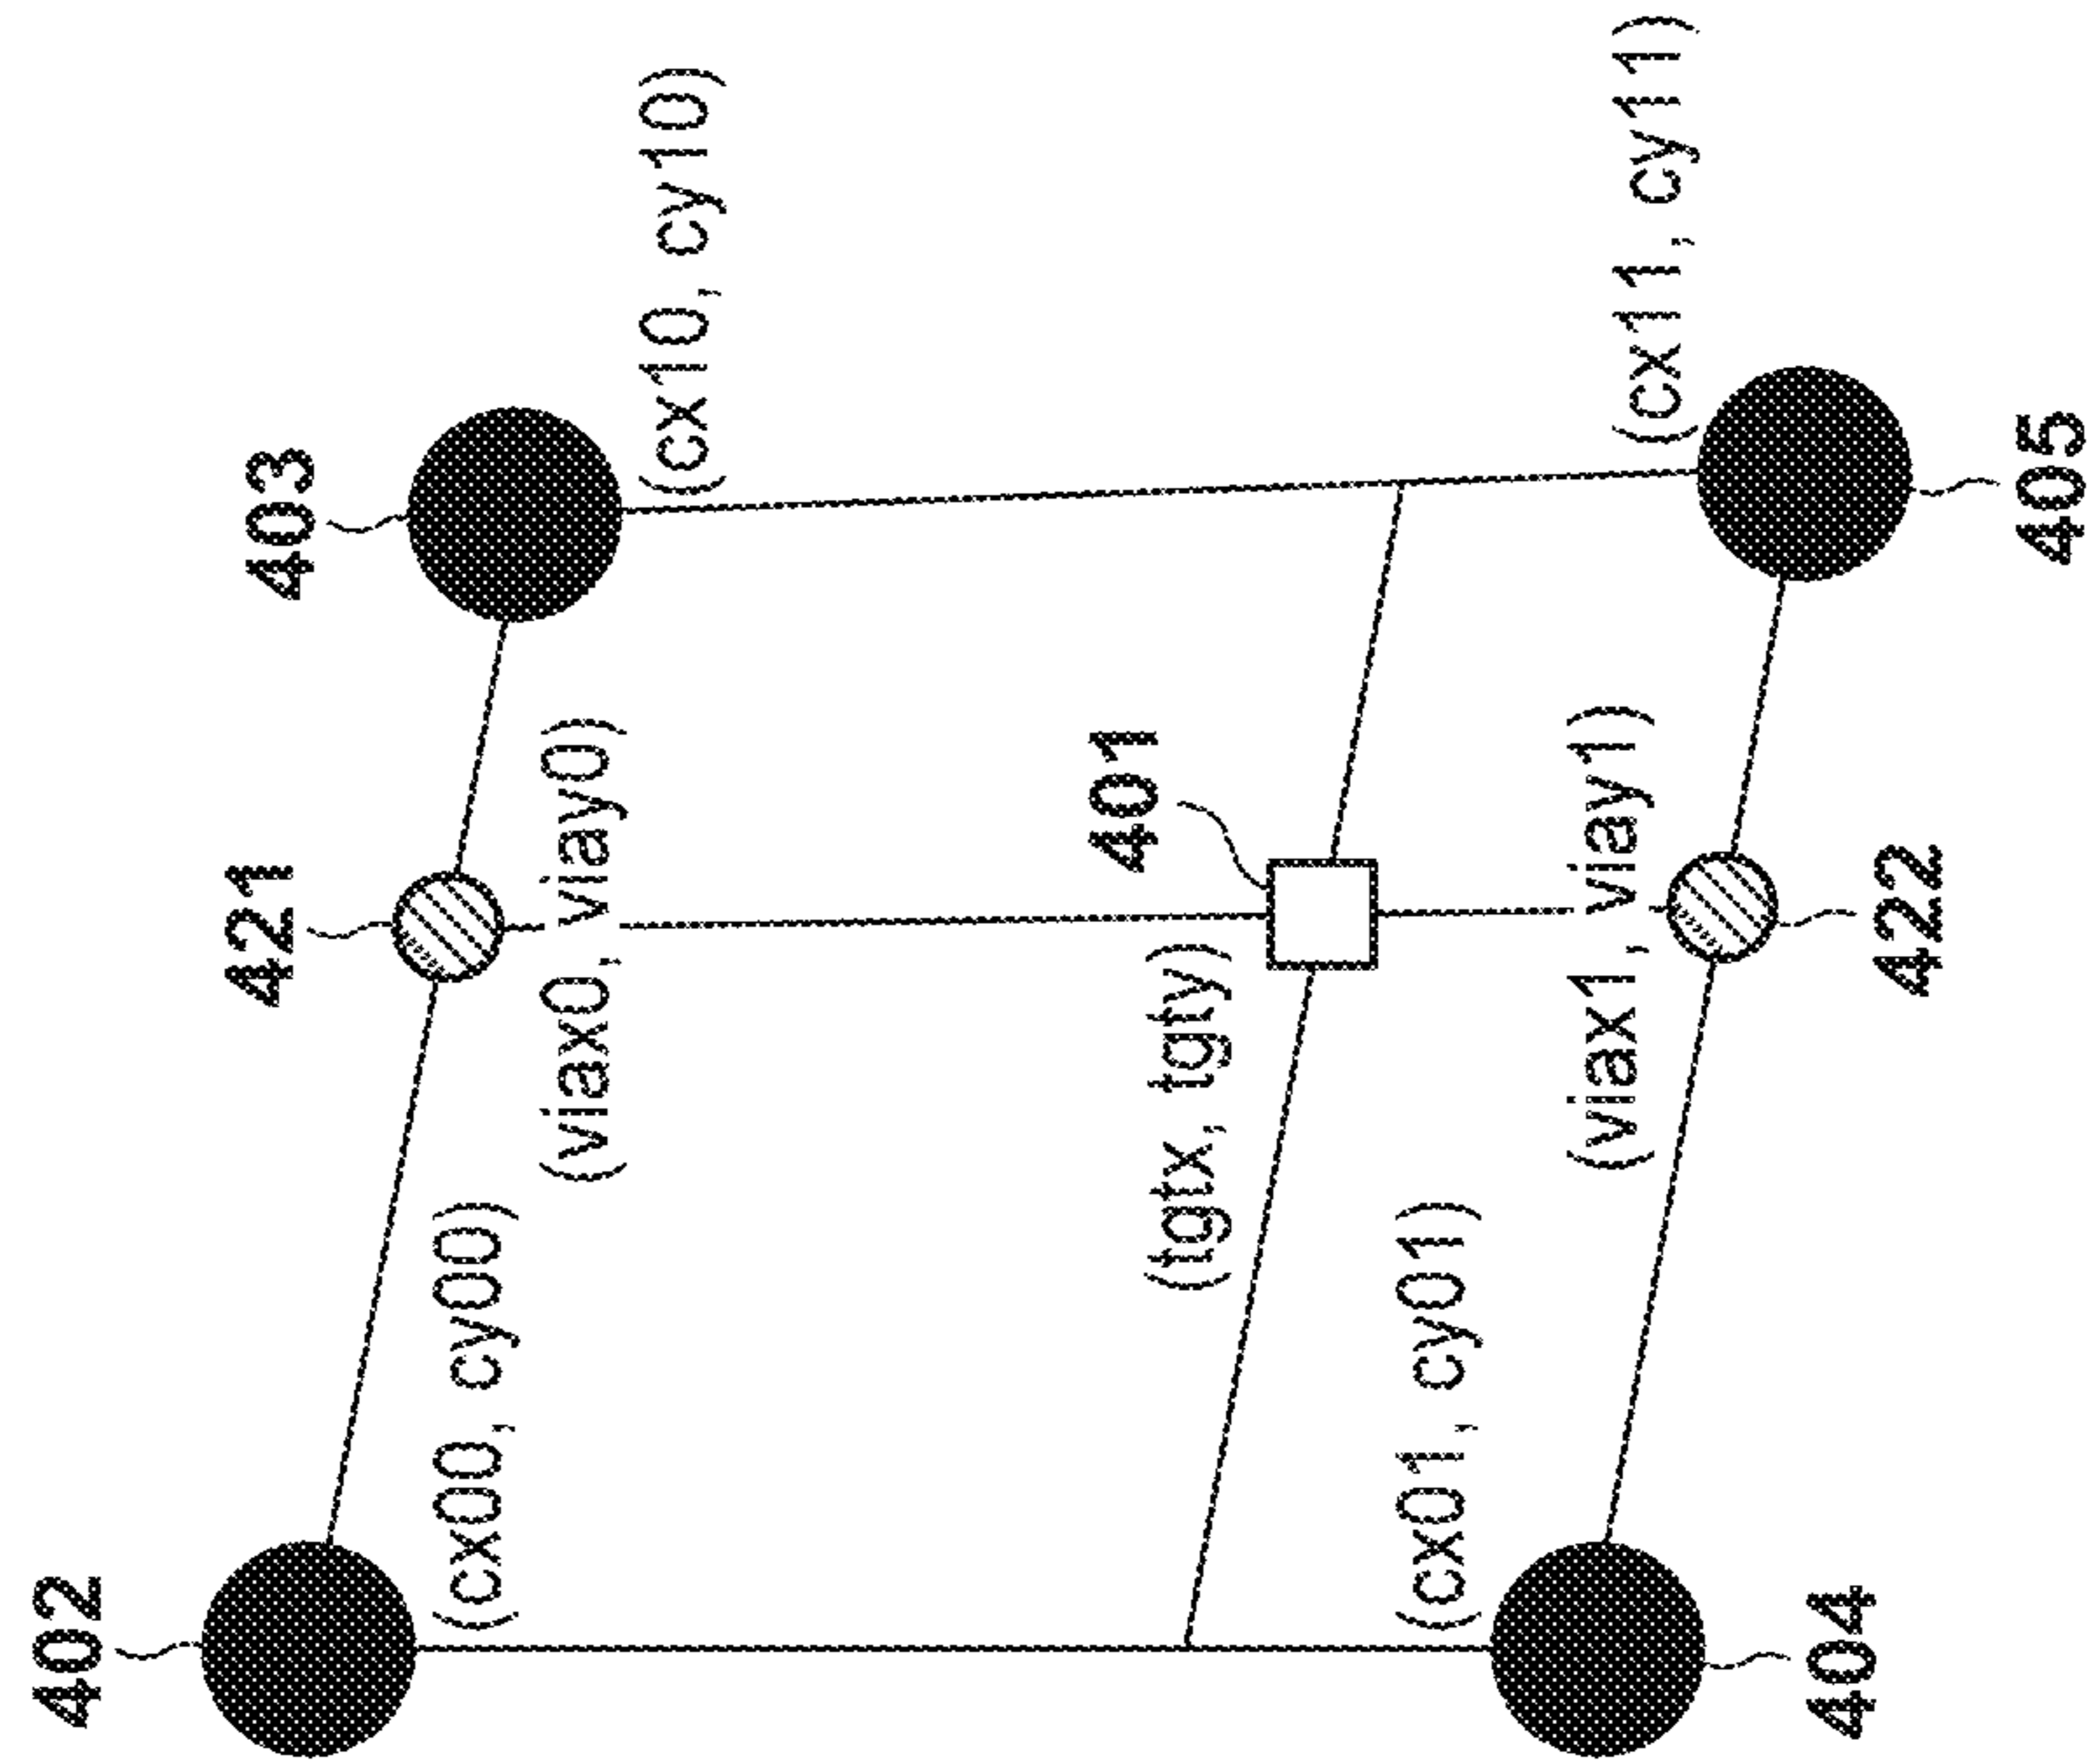 402
421
403
(cx00, cy00)
(viax0, viay0)
(cx10, cy10)
401
(tgtx, tgty)
(cx01, cy01)
(viax1, viay1)
(cx11, cy11)
404
422
405